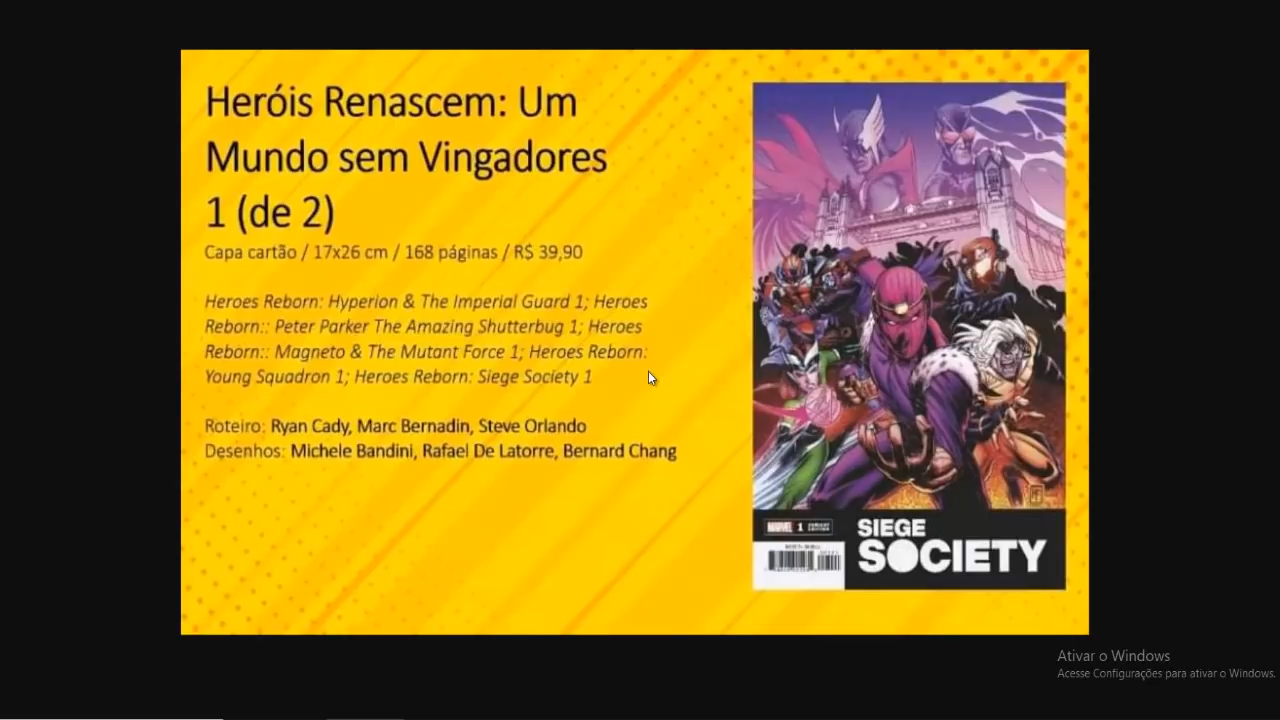 Heróis Renascem: Um
Mundo sem Vingadores
1 (de 2)
Capa cartão / 17x26 cm / 168 páginas / R$ 39,90
Heroes Reborn: Hyperion & The Imperial Guard 1; Heroes
Reborn:: Peter Parker The Amazing Shutterbug 1; Heroes
Reborn:: Magneto & The Mutant Force 1; Heroes Reborn:
Young Squadron 1; Heroes Reborn: Siege Society 1
Roteiro: Ryan Cady, Marc Bernadin, Steve Orlando
Desenhos: Michele Bandini, Rafael De Latorre, Bernard Chang
MARVEL 1
SIEGE
SOCIETY
Ativar o Windows
Acesse Configurações para ativar o Windows.